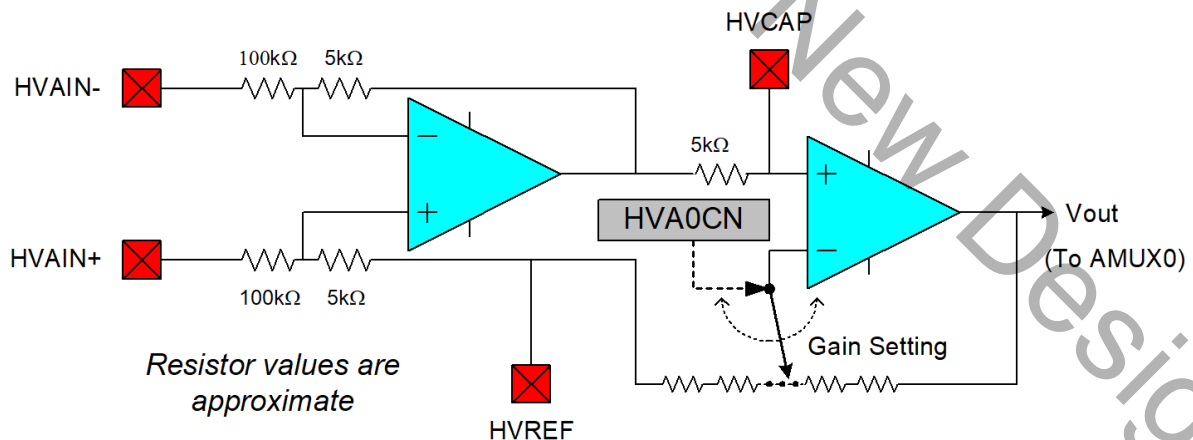 HVCAP
100kΩ
5kΩ
HVAIN-
5kΩ
HVA0CN
Vout
(To AMUX0)
HVAIN+
100kΩ
5kΩ
Gain Setting
Resistor values are
approximate
HVREF
New Desig